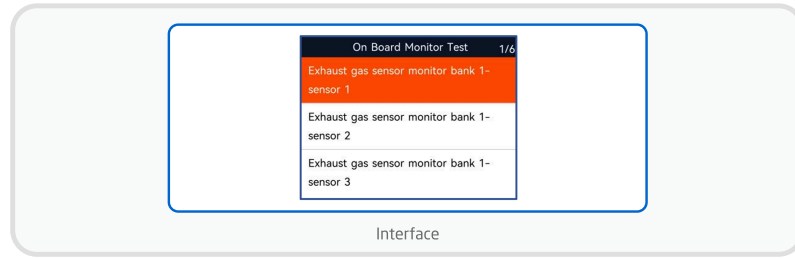 On Board Monitor Test 1/6
Exhaust gas sensor monitor bank 1-
sensor 1
Exhaust gas sensor monitor bank 1-
sensor 2
Exhaust gas sensor monitor bank 1-
sensor 3
Interface